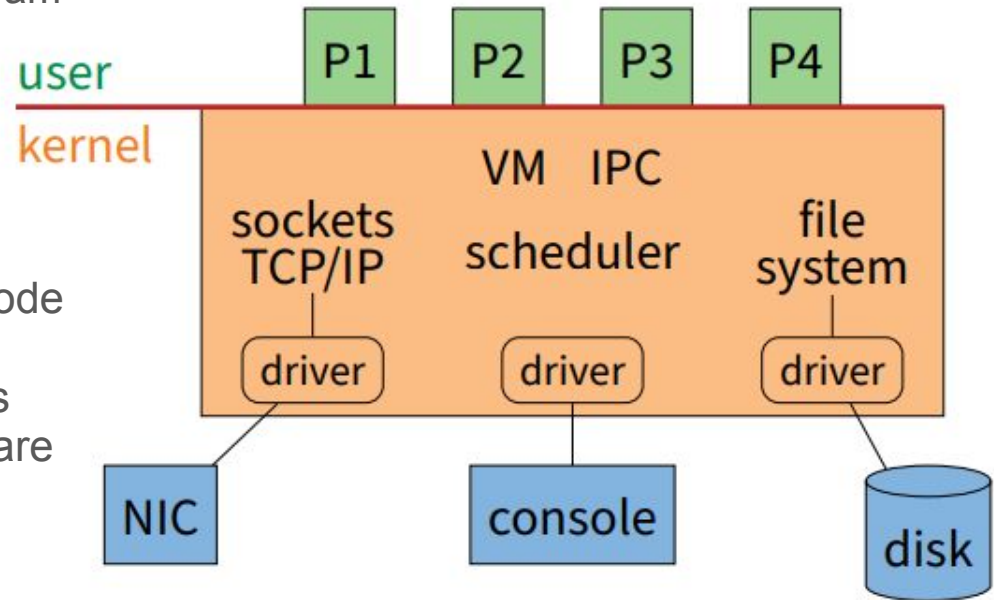 user
kernel
P1
P2
P3
P4
VM IPC
scheduler
sockets
TCP/IP
file
system
driver
driver
driver
NIC
console
disk